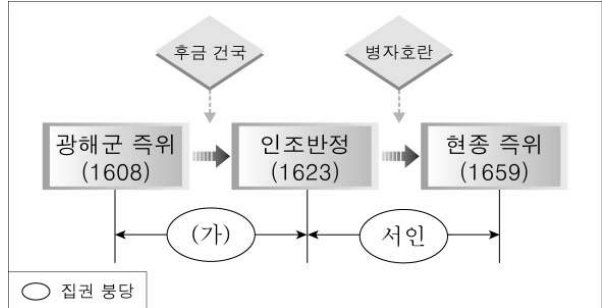 후금 건국
병자호란
광해군 즉위
(1608)
인조반정
(1623)
현종 즉위
(1659)
(가)
서인
집권 붕당